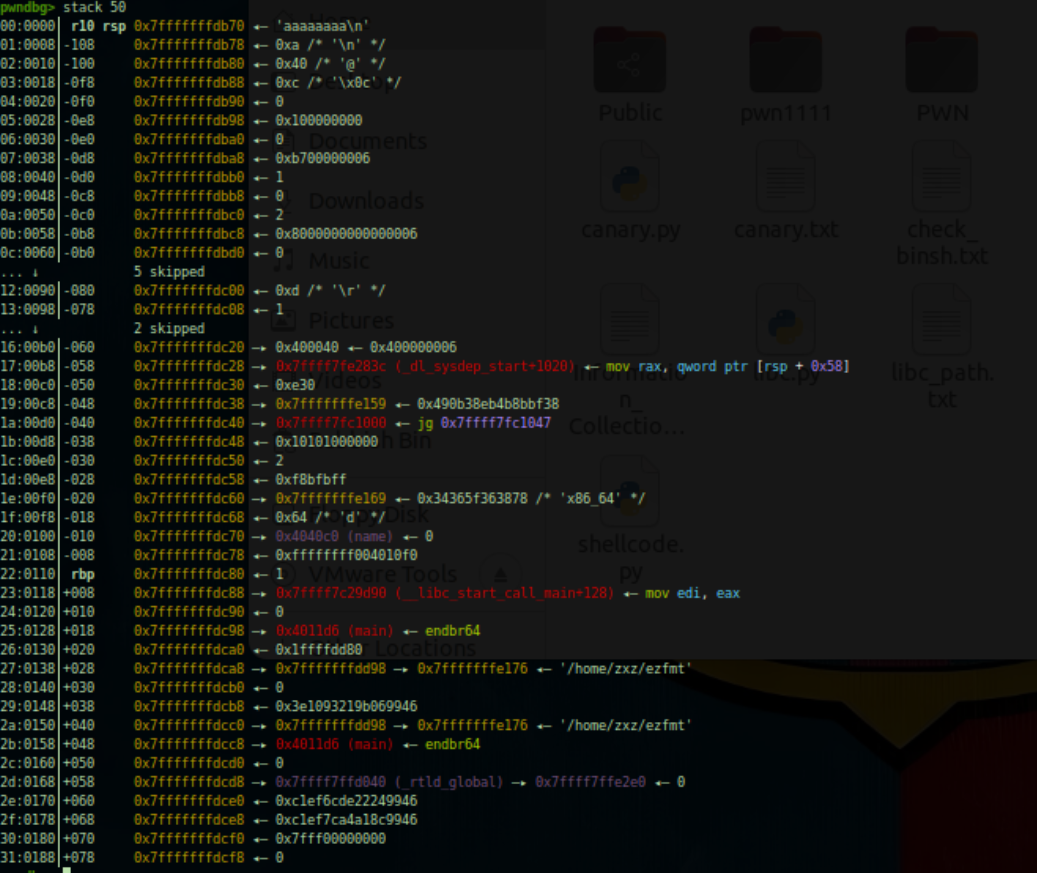 pwndbg> stack 50
00:0000│ r10 rsp 0x7fffffffdb70 ◂— 'aaaaaaaa\n'
01:0008│-108 0x7fffffffdb78 ◂— 0xa /* '\n' */
02:0010│-100 0x7fffffffdb80 ◂— 0x40 /* '@' */
03:0018│-0f8 0x7fffffffdb88 ◂— 0xc /* '\x0c' */
04:0020│-0f0 0x7fffffffdb90 ◂— 0
05:0028│-0e8 0x7fffffffdb98 ◂— 0x100000000
06:0030│-0e0 0x7fffffffdba0 ◂— 0
07:0038│-0d8 0x7fffffffdba8 ◂— 0xb700000006
08:0040│-0d0 0x7fffffffdbb0 ◂— 1
09:0048│-0c8 0x7fffffffdbb8 ◂— 0
0a:0050│-0c0 0x7fffffffdbc0 ◂— 2
0b:0058│-0b8 0x7fffffffdbc8 ◂— 0x8000000000000006
0c:0060│-0b0 0x7fffffffdbd0 ◂— 0
... ↓ 5 skipped
12:0090│-080 0x7fffffffdc00 ◂— 0xd /* '\r' */
13:0098│-078 0x7fffffffdc08 ◂— 1
... ↓ 2 skipped
16:00b0│-060 0x7fffffffdc20 —▸ 0x400040 ◂— 0x400000006
17:00b8│-058 0x7fffffffdc28 —▸ 0x7ffff7fe283c (_dl_sysdep_start+1020) ◂— mov rax, qword ptr [rsp + 0x58]
18:00c0│-050 0x7fffffffdc30 ◂— 0xe30
19:00c8│-048 0x7fffffffdc38 —▸ 0x7fffffffe159 ◂— 0x490b38eb4b8bbf38
1a:00d0│-040 0x7fffffffdc40 —▸ 0x7ffff7fc1000 ◂— jg 0x7ffff7fc1047
1b:00d8│-038 0x7fffffffdc48 ◂— 0x10101000000
1c:00e0│-030 0x7fffffffdc50 ◂— 2
1d:00e8│-028 0x7fffffffdc58 ◂— 0xf8bfbff
1e:00f0│-020 0x7fffffffdc60 —▸ 0x7fffffffe169 ◂— 0x34365f363878 /* 'x86_64' */
1f:00f8│-018 0x7fffffffdc68 ◂— 0x64 /* 'd' */
20:0100│-010 0x7fffffffdc70 —▸ 0x4040c0 (name) ◂— 0
21:0108│-008 0x7fffffffdc78 ◂— 0xffffffff004010f0
22:0110│ rbp 0x7fffffffdc80 ◂— 1
23:0118│+008 0x7fffffffdc88 —▸ 0x7ffff7c29d90 (__libc_start_call_main+128) ◂— mov edi, eax
24:0120│+010 0x7fffffffdc90 ◂— 0
25:0128│+018 0x7fffffffdc98 —▸ 0x4011d6 (main) ◂— endbr64
26:0130│+020 0x7fffffffdca0 ◂— 0x1ffffdd80
27:0138│+028 0x7fffffffdca8 —▸ 0x7fffffffdd98 —▸ 0x7fffffffe176 ◂— '/home/zxz/ezfmt'
28:0140│+030 0x7fffffffdcb0 ◂— 0
29:0148│+038 0x7fffffffdcb8 ◂— 0x3e1093219b069946
2a:0150│+040 0x7fffffffdcc0 —▸ 0x7fffffffdd98 —▸ 0x7fffffffe176 ◂— '/home/zxz/ezfmt'
2b:0158│+048 0x7fffffffdcc8 —▸ 0x4011d6 (main) ◂— endbr64
2c:0160│+050 0x7fffffffdcd0 ◂— 0
2d:0168│+058 0x7fffffffdcd8 —▸ 0x7ffff7ffd040 (_rtld_global) —▸ 0x7ffff7ffe2e0 ◂— 0
2e:0170│+060 0x7fffffffdce0 ◂— 0xc1ef6cde22249946
2f:0178│+068 0x7fffffffdce8 ◂— 0xc1ef7ca4a18c9946
30:0180│+070 0x7fffffffdcf0 ◂— 0x7fff00000000
31:0188│+078 0x7fffffffdcf8 ◂— 0
Documents
Downloads
Music
Pictures
Videos
Floppy Disk
VMware Tools
Public
pwn1111
PWN
canary.py
canary.txt
check_
binsh.txt
Informatio
n_
Collectio...
libc.py
libc_path.
txt
shellcode.
py